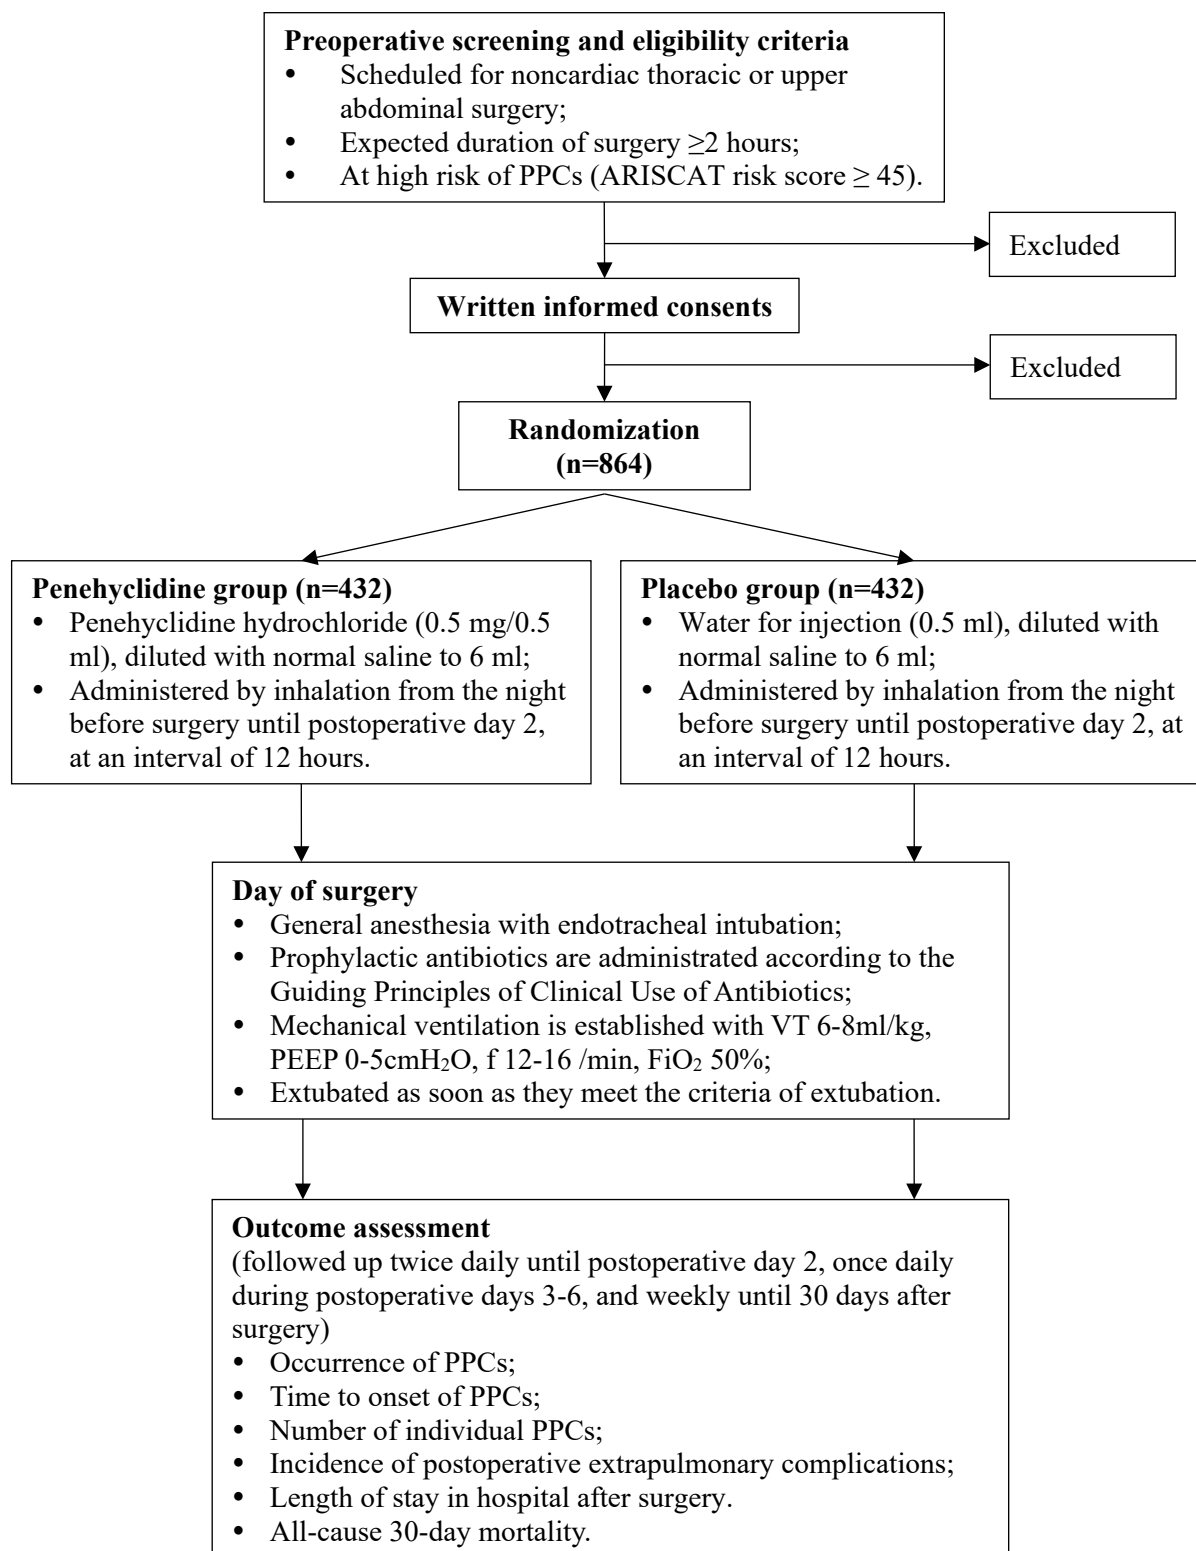 Preoperative screening and eligibility criteria
• Scheduled for noncardiac thoracic or upper
abdominal surgery;
• Expected duration of surgery ≥2 hours;
• At high risk of PPCs (ARISCAT risk score ≥ 45).
Excluded
Written informed consents
Excluded
Randomization
(n=864)
Penehyclidine group (n=432)
• Penehyclidine hydrochloride (0.5 mg/0.5
ml), diluted with normal saline to 6 ml;
• Administered by inhalation from the night
before surgery until postoperative day 2,
at an interval of 12 hours.
Placebo group (n=432)
• Water for injection (0.5 ml), diluted with
normal saline to 6 ml;
• Administered by inhalation from the night
before surgery until postoperative day 2, at
an interval of 12 hours.
Day of surgery
• General anesthesia with endotracheal intubation;
• Prophylactic antibiotics are administrated according to the
Guiding Principles of Clinical Use of Antibiotics;
• Mechanical ventilation is established with VT 6-8ml/kg,
PEEP 0-5cmH₂O, f 12-16 /min, FiO₂ 50%;
• Extubated as soon as they meet the criteria of extubation.
Outcome assessment
(followed up twice daily until postoperative day 2, once daily
during postoperative days 3-6, and weekly until 30 days after
surgery)
• Occurrence of PPCs;
• Time to onset of PPCs;
• Number of individual PPCs;
• Incidence of postoperative extrapulmonary complications;
• Length of stay in hospital after surgery.
• All-cause 30-day mortality.